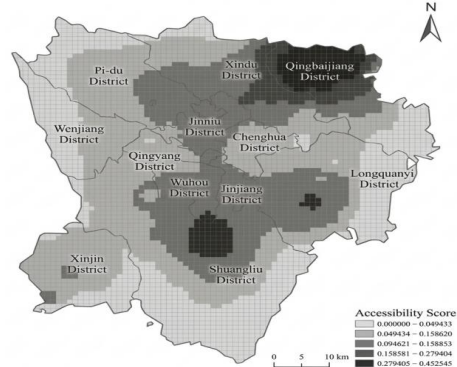 N
Xindu
District
Qingbaijiang
District
Pi-du
District
Jinniu
District
Wenjiang
District
Chenghua
District
Qingyang
District
Longquanyi
District
Wuhou
District
Jinjiang
District
Xinjin
District
Shuangliu
District
Accessibility Score
0.000000 – 0.049433
0.049434 – 0.158620
0.094621 – 0.158853
0.158581 – 0.279404
0.279405 – 0.452545
0 5 10 km